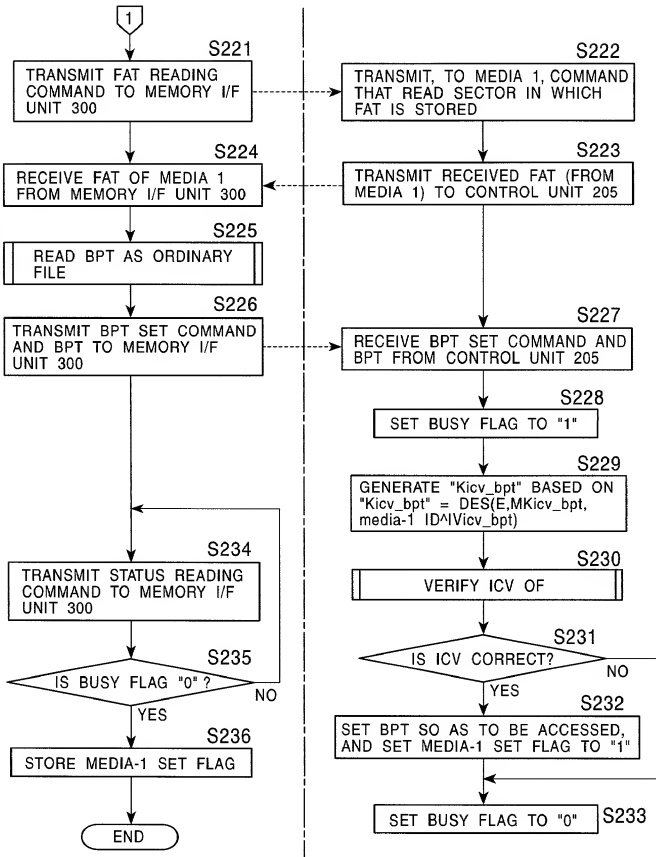 1
S221
TRANSMIT FAT READING
COMMAND TO MEMORY I/F
UNIT 300
S222
TRANSMIT, TO MEDIA 1, COMMAND
THAT READ SECTOR IN WHICH
FAT IS STORED
S224
RECEIVE FAT OF MEDIA 1
FROM MEMORY I/F UNIT 300
S223
TRANSMIT RECEIVED FAT (FROM
MEDIA 1) TO CONTROL UNIT 205
S225
READ BPT AS ORDINARY
FILE
S226
TRANSMIT BPT SET COMMAND
AND BPT TO MEMORY I/F
UNIT 300
S227
RECEIVE BPT SET COMMAND AND
BPT FROM CONTROL UNIT 205
S228
SET BUSY FLAG TO "1"
S229
GENERATE "Kicv_bpt" BASED ON
"Kicv_bpt" = DES(E,MKicv_bpt,
media-1 ID^IVicv_bpt)
S230
VERIFY ICV OF
S231
IS ICV CORRECT?
NO
YES
S232
SET BPT SO AS TO BE ACCESSED,
AND SET MEDIA-1 SET FLAG TO "1"
SET BUSY FLAG TO "0"
S233
S234
TRANSMIT STATUS READING
COMMAND TO MEMORY I/F
UNIT 300
S235
IS BUSY FLAG "0"?
NO
YES
S236
STORE MEDIA-1 SET FLAG
END